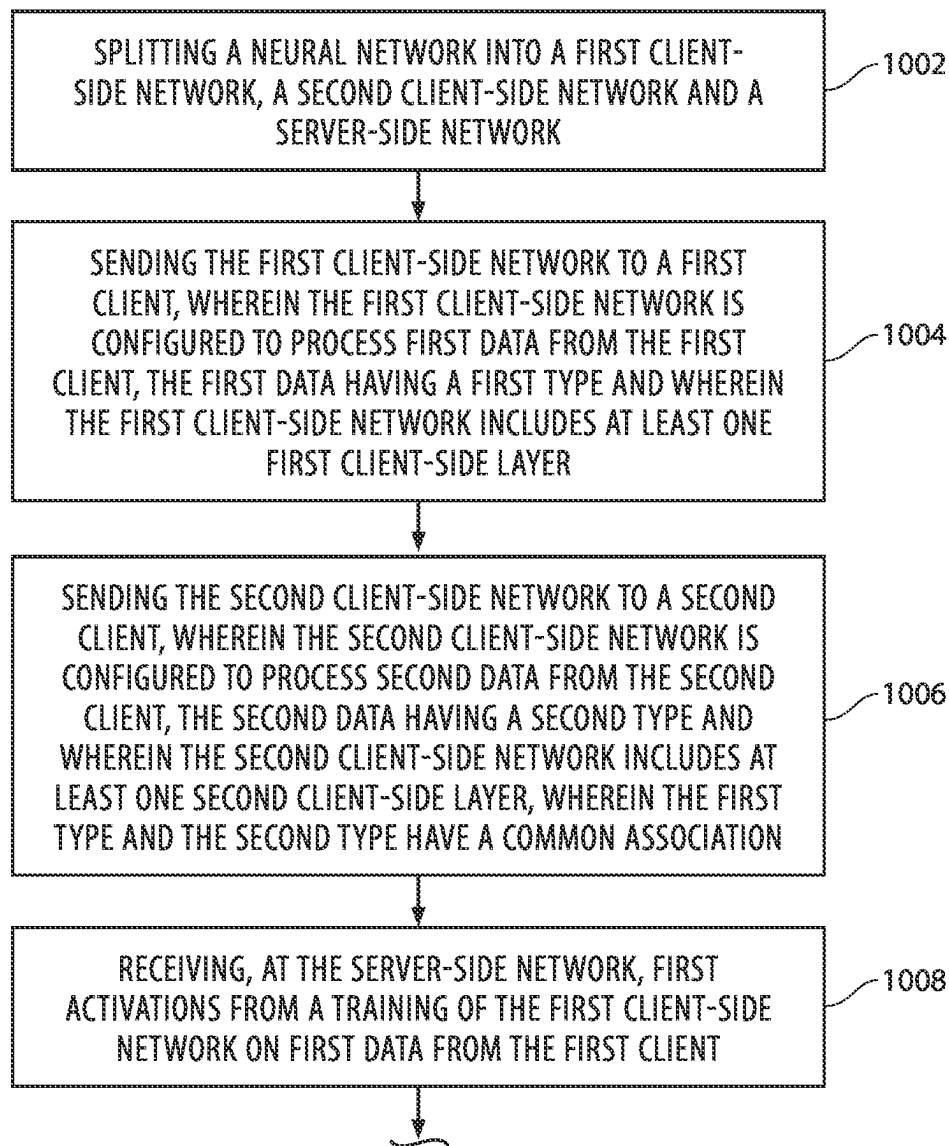 SPLITTING A NEURAL NETWORK INTO A FIRST CLIENT-
SIDE NETWORK, A SECOND CLIENT-SIDE NETWORK AND A
SERVER-SIDE NETWORK
1002
SENDING THE FIRST CLIENT-SIDE NETWORK TO A FIRST
CLIENT, WHEREIN THE FIRST CLIENT-SIDE NETWORK IS
CONFIGURED TO PROCESS FIRST DATA FROM THE FIRST
CLIENT, THE FIRST DATA HAVING A FIRST TYPE AND WHEREIN
THE FIRST CLIENT-SIDE NETWORK INCLUDES AT LEAST ONE
FIRST CLIENT-SIDE LAYER
1004
SENDING THE SECOND CLIENT-SIDE NETWORK TO A SECOND
CLIENT, WHEREIN THE SECOND CLIENT-SIDE NETWORK IS
CONFIGURED TO PROCESS SECOND DATA FROM THE SECOND
CLIENT, THE SECOND DATA HAVING A SECOND TYPE AND
WHEREIN THE SECOND CLIENT-SIDE NETWORK INCLUDES AT
LEAST ONE SECOND CLIENT-SIDE LAYER, WHEREIN THE FIRST
TYPE AND THE SECOND TYPE HAVE A COMMON ASSOCIATION
1006
RECEIVING, AT THE SERVER-SIDE NETWORK, FIRST
ACTIVATIONS FROM A TRAINING OF THE FIRST CLIENT-SIDE
NETWORK ON FIRST DATA FROM THE FIRST CLIENT
1008